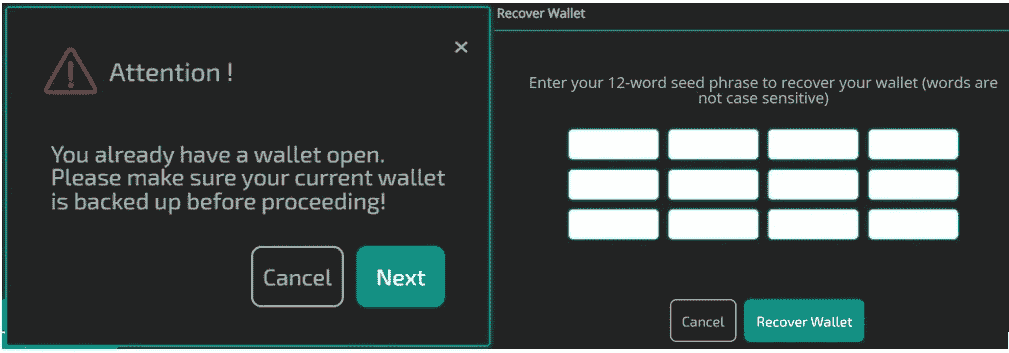 Attention !
You already have a wallet open.
Please make sure your current wallet
is backed up before proceeding!
Cancel
Next
Recover Wallet
Enter your 12-word seed phrase to recover your wallet (words are
not case sensitive)
Cancel
Recover Wallet